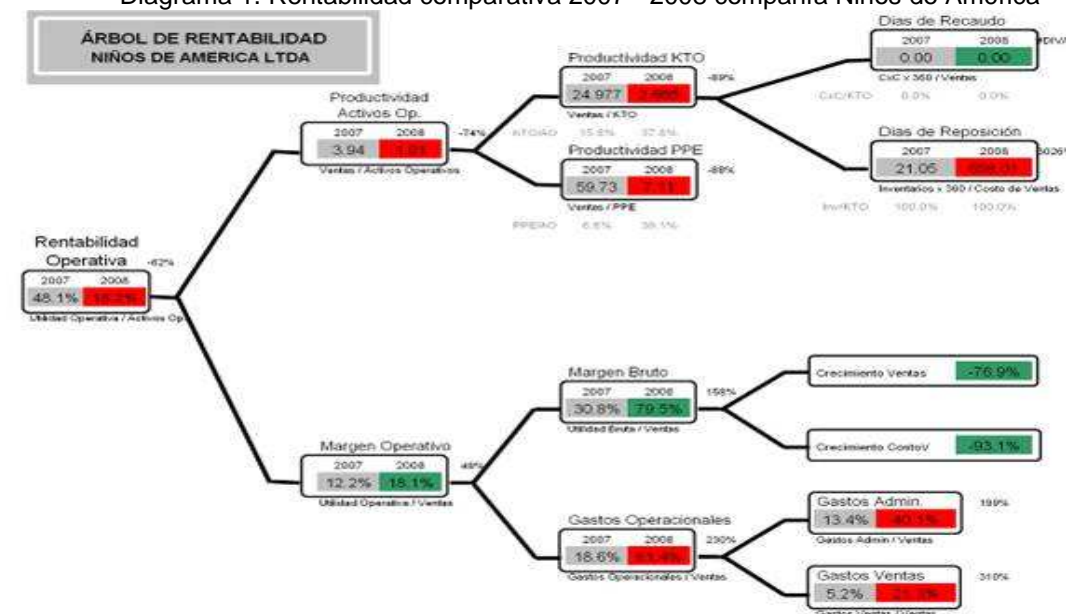 Diagrama 1. Rentabilidad comparativa 2007 - 2008 compañía Niños de América
ÁRBOL DE RENTABILIDAD
NIÑOS DE AMERICA LTDA
Dias de Recaudo
2007 2008
0.00 0.00
CxC x 360 / Ventas
CxC/KTO 0.0% 0.0%
Productividad KTO
2007 2008 -89%
24.977
Ventas / KTO
KTO/AO 15.8% 37.8%
Productividad Activos Op.
2007 2008 -74%
3.94
Ventas / Activos Operativos
Dias de Reposición
2007 2008
21.05
Inventarios x 360 / Costo de Ventas
Inv/KTO 100.0% 100.0%
Productividad PPE
2007 2008 -88%
59.73 7.11
Ventas / PPE
PPE/AO 6.6%
Rentabilidad
Operativa -62%
2007 2008
48.1%
Utilidad Operativa / Activos Op.
Margen Bruto
2007 2008 158%
30.8% 79.5%
Utilidad Bruta / Ventas
Crecimiento Ventas -76.9%
Crecimiento CostoV -93.1%
Margen Operativo
2007 2008
12.2% 18.1%
Utilidad Operativa / Ventas
Gastos Operacionales
2007 2008 230%
18.6%
Gastos Operacionales / Ventas
Gastos Admin. 199%
13.4% 40.1%
Gastos Admin / Ventas
Gastos Ventas 310%
5.2%
Gastos Ventas / Ventas